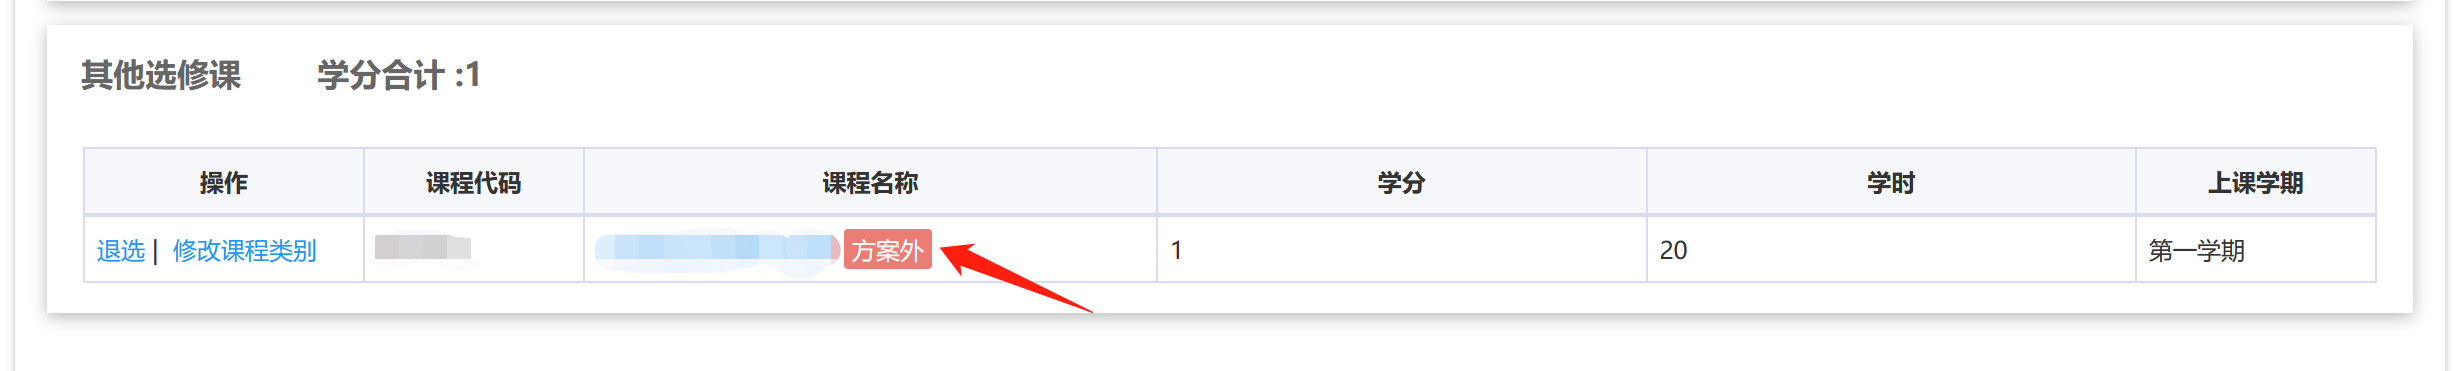 其他选修课 学分合计 :1
操作 课程代码 课程名称 学分 学时 上课学期
退选 | 修改课程类别 方案外 1 20 第一学期